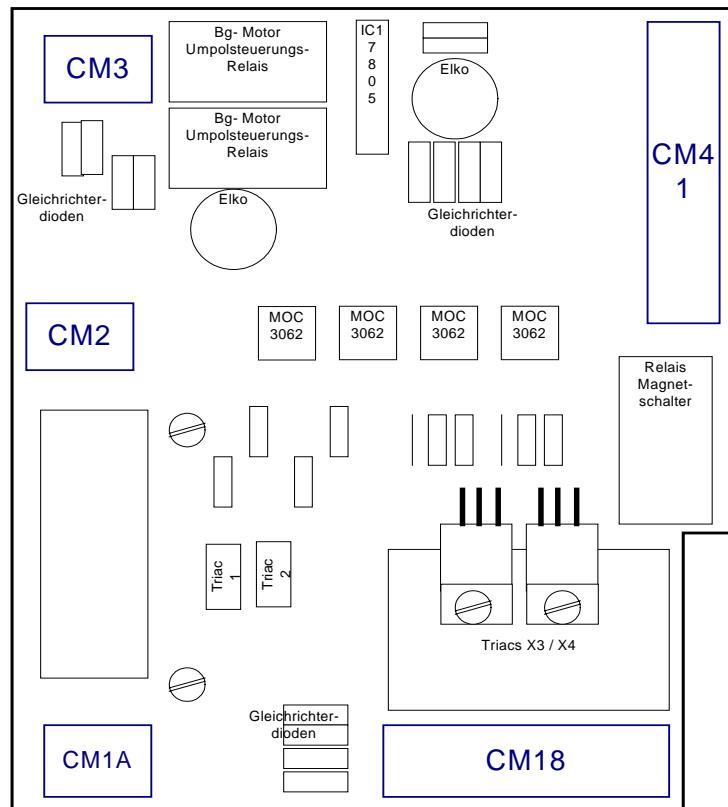 CM3
Bg- Motor
Umpolsteuerungs-
Relais
IC1
7
8
0
5
Elko
CM4
1
Bg- Motor
Umpolsteuerungs-
Relais
Gleichrichter-
dioden
Elko
Gleichrichter-
dioden
CM2
MOC
3062
MOC
3062
MOC
3062
MOC
3062
Relais
Magnet-
schalter
Triac
1
Triac
2
Triacs X3 / X4
Gleichrichter-
dioden
CM1A
CM18